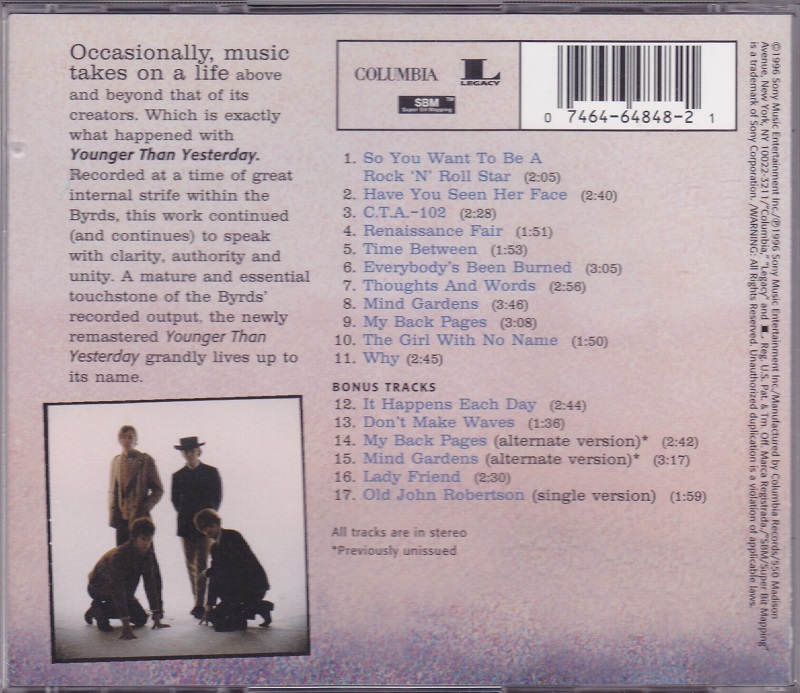 Occasionally, music
takes on a life above
and beyond that of its
creators. Which is exactly
what happened with
Younger Than Yesterday.
Recorded at a time of great
internal strife within the
Byrds, this work continued
(and continues) to speak
with clarity, authority and
unity. A mature and essential
touchstone of the Byrds'
recorded output, the newly
remastered Younger Than
Yesterday grandly lives up to
its name.
COLUMBIA
L
LEGACY
SBM™
Super Bit Mapping
0 7464-64848-2 1
1. So You Want To Be A
Rock 'N' Roll Star (2:05)
2. Have You Seen Her Face (2:40)
3. C.T.A.-102 (2:28)
4. Renaissance Fair (1:51)
5. Time Between (1:53)
6. Everybody's Been Burned (3:05)
7. Thoughts And Words (2:56)
8. Mind Gardens (3:46)
9. My Back Pages (3:08)
10. The Girl With No Name (1:50)
11. Why (2:45)
BONUS TRACKS
12. It Happens Each Day (2:44)
13. Don't Make Waves (1:36)
14. My Back Pages (alternate version)* (2:42)
15. Mind Gardens (alternate version)* (3:17)
16. Lady Friend (2:30)
17. Old John Robertson (single version) (1:59)
All tracks are in stereo
*Previously unissued
©1996 Sony Music Entertainment Inc./℗1996 Sony Music Entertainment Inc./Manufactured by Columbia Records/550 Madison
Avenue, New York, NY 10022-3211/"Columbia," "Legacy" and L, Reg. U.S. Pat. & Tm. Off. Marca Registrada./"SBM/Super Bit Mapping"
is a trademark of Sony Corporation. /WARNING: All Rights Reserved. Unauthorized duplication is a violation of applicable laws.